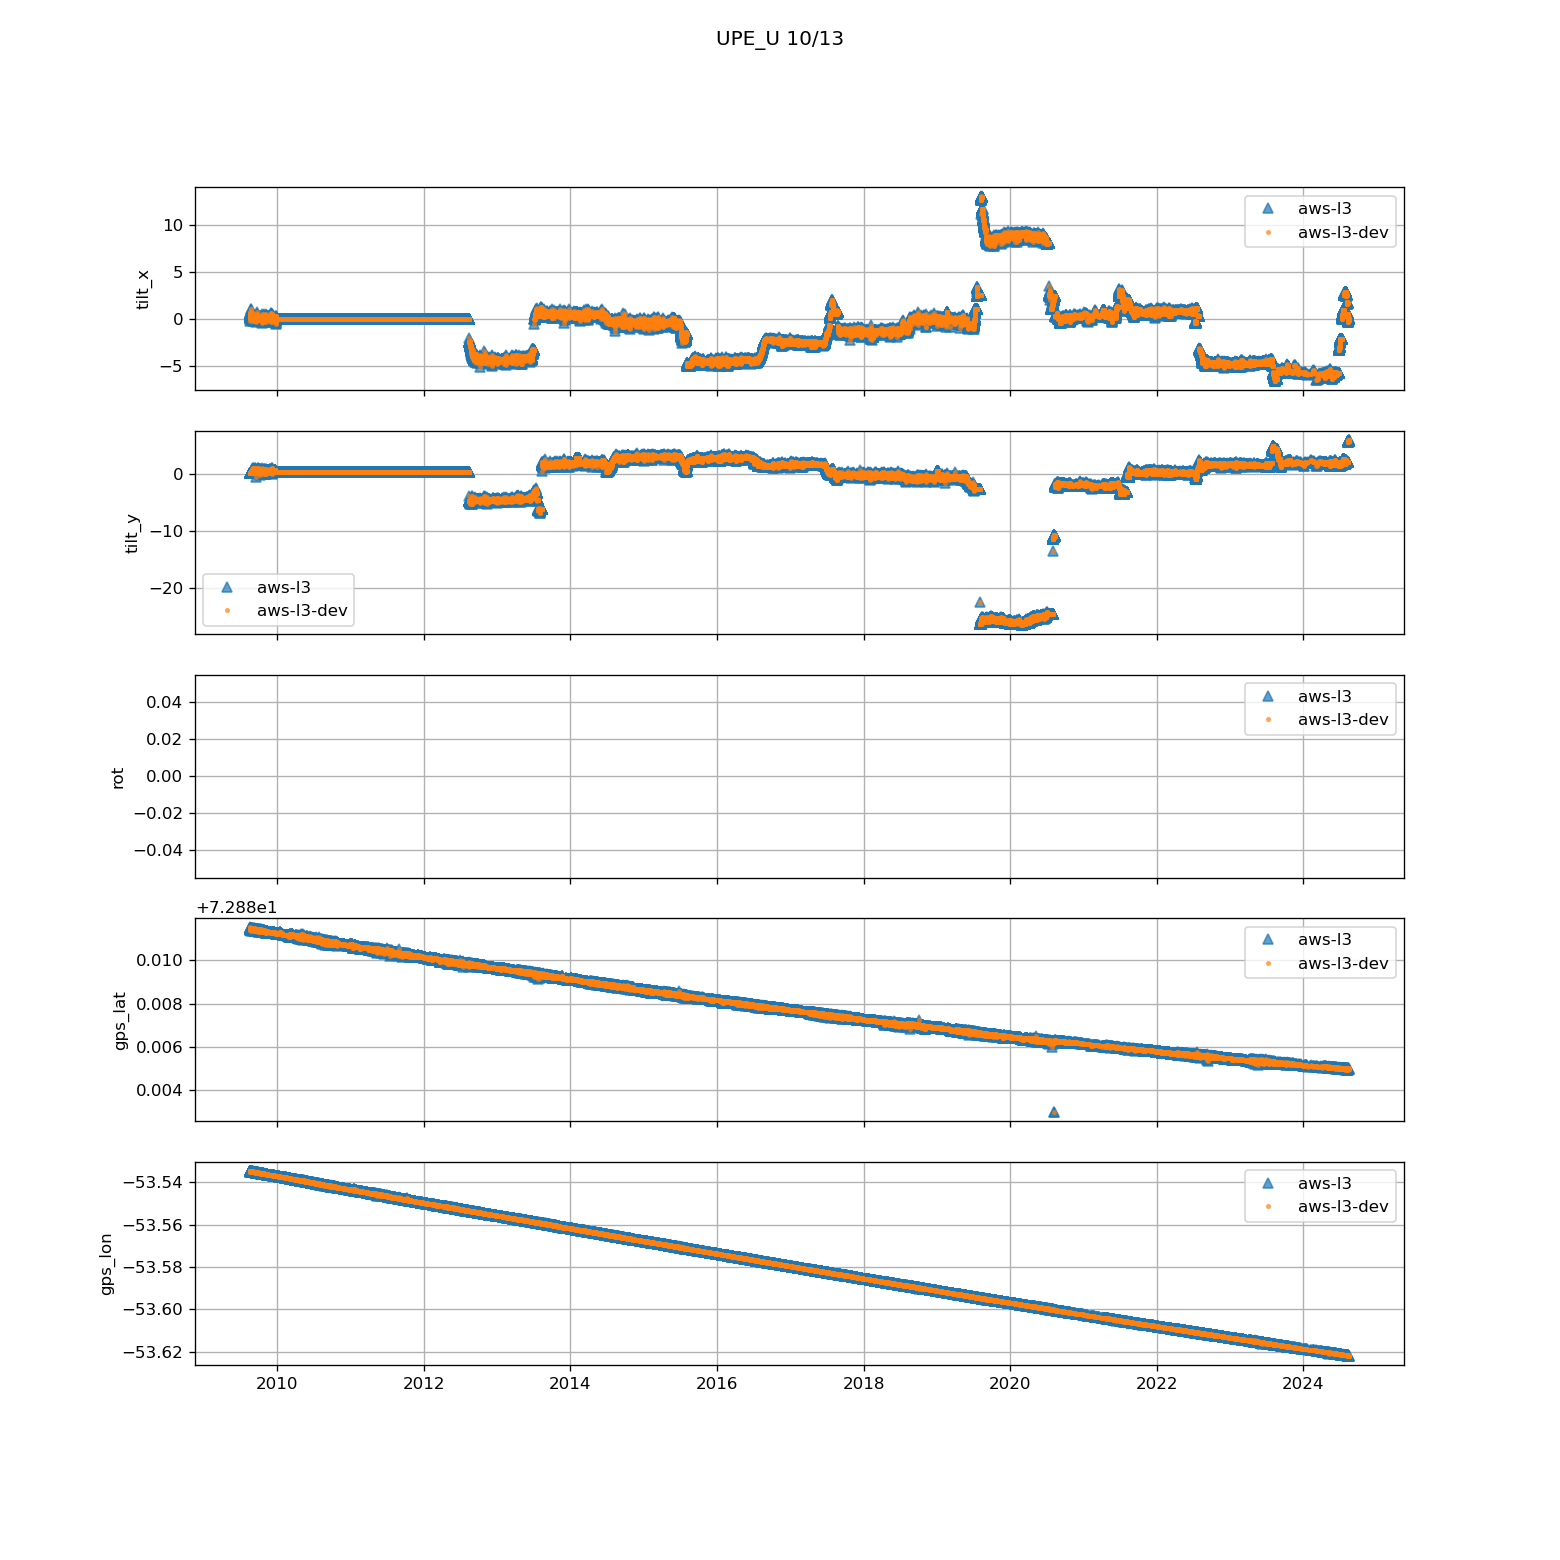 UPE_U 10/13
10
5
0
−5
tilt_x
aws-l3
aws-l3-dev
0
−10
−20
tilt_y
aws-l3
aws-l3-dev
0.04
0.02
0.00
−0.02
−0.04
rot
aws-l3
aws-l3-dev
+7.288e1
0.010
0.008
0.006
0.004
gps_lat
aws-l3
aws-l3-dev
−53.54
−53.56
−53.58
−53.60
−53.62
gps_lon
aws-l3
aws-l3-dev
2010 2012 2014 2016 2018 2020 2022 2024